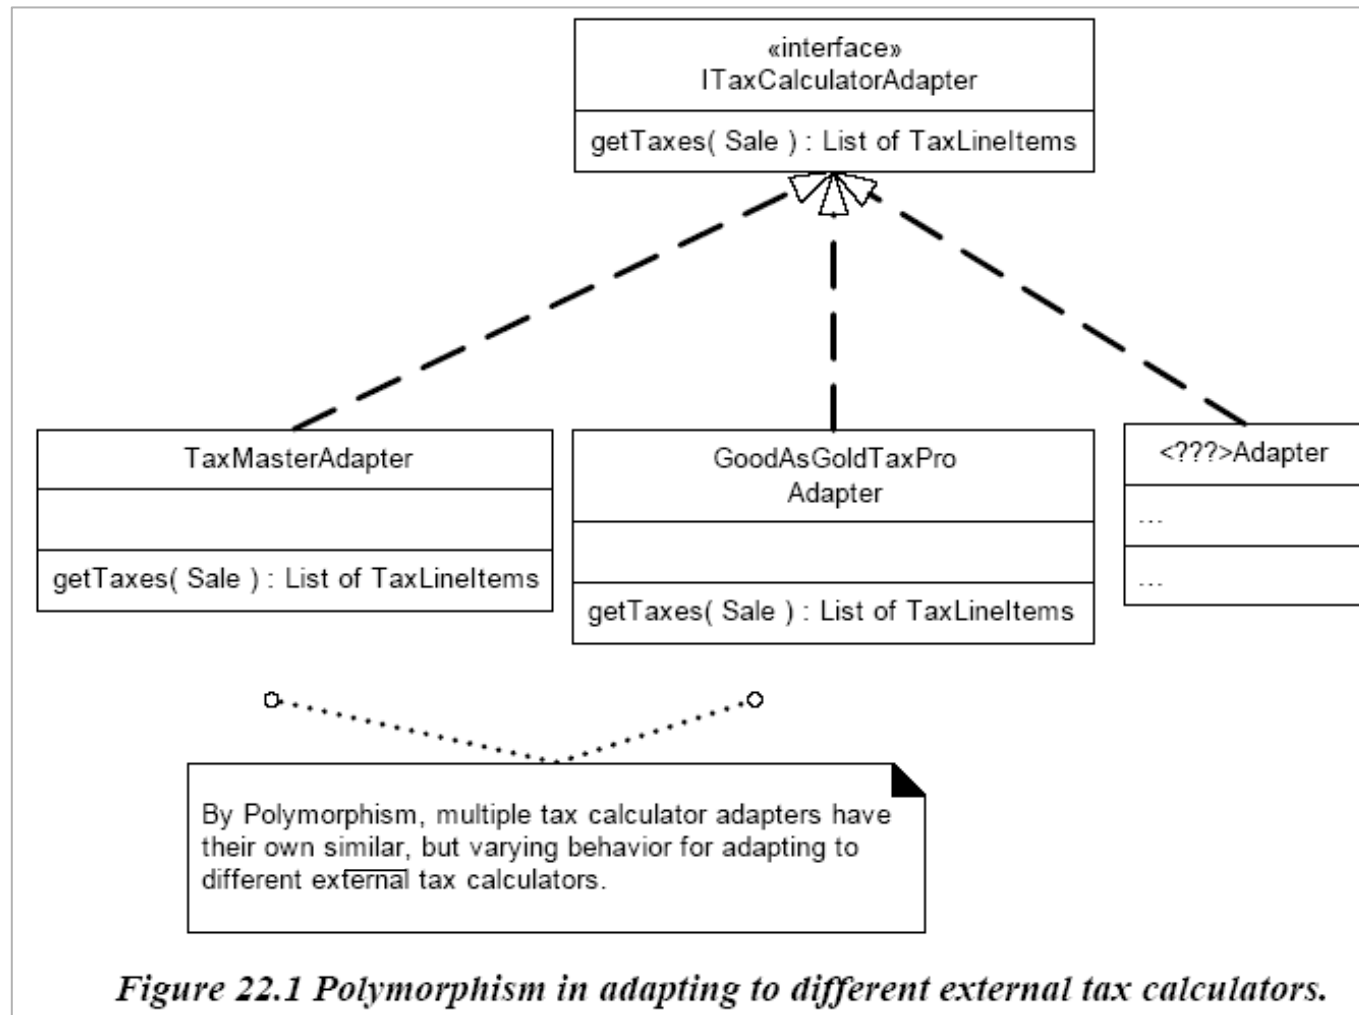 «interface»
ITaxCalculatorAdapter
getTaxes( Sale ) : List of TaxLineItems
TaxMasterAdapter
getTaxes( Sale ) : List of TaxLineItems
GoodAsGoldTaxPro
Adapter
getTaxes( Sale ) : List of TaxLineItems
<???>Adapter
...
...
By Polymorphism, multiple tax calculator adapters have
their own similar, but varying behavior for adapting to
different external tax calculators.
Figure 22.1 Polymorphism in adapting to different external tax calculators.